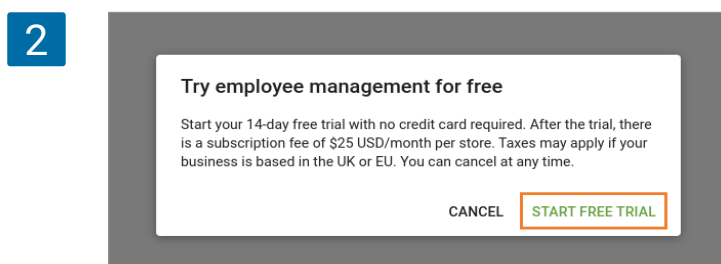 2
Try employee management for free
Start your 14-day free trial with no credit card required. After the trial, there
is a subscription fee of $25 USD/month per store. Taxes may apply if your
business is based in the UK or EU. You can cancel at any time.
CANCEL START FREE TRIAL